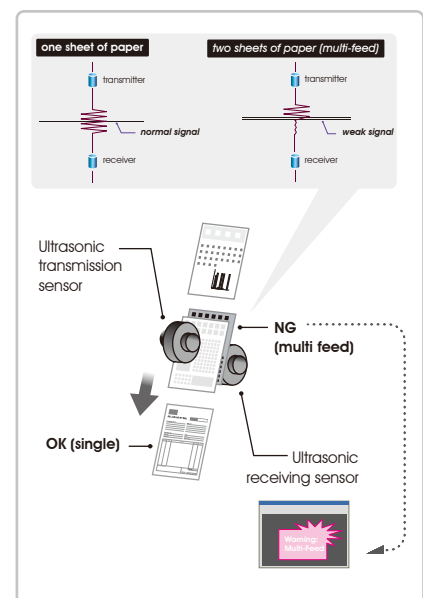 one sheet of paper
two sheets of paper (multi-feed)
transmitter
transmitter
normal signal
weak signal
receiver
receiver
Ultrasonic
transmission
sensor
NG
(multi feed)
OK (single)
Ultrasonic
receiving sensor
Warning:
Multi-Feed